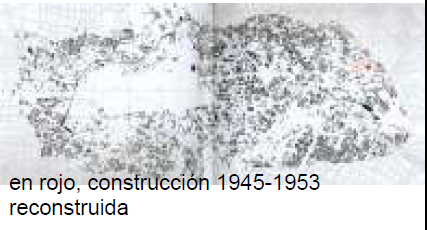 en rojo, construcción 1945-1953
reconstruida